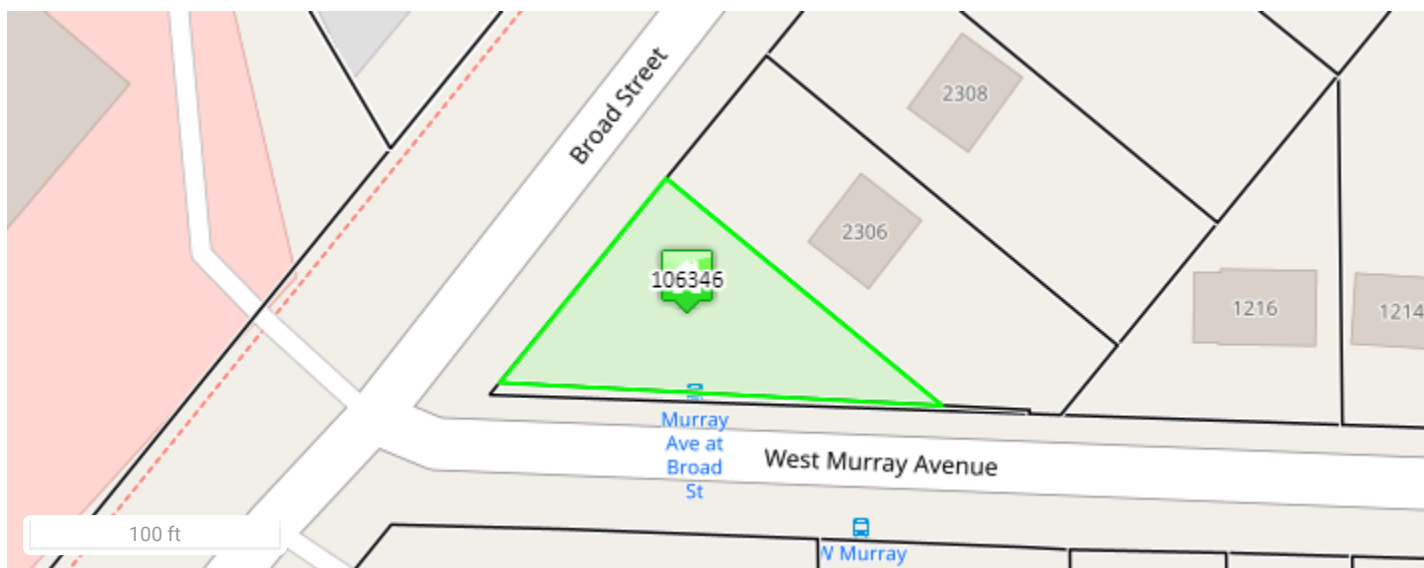 Broad Street
2308
2306
106346
1216
1214
Murray
Ave at
Broad
St
West Murray Avenue
100 ft
W Murray